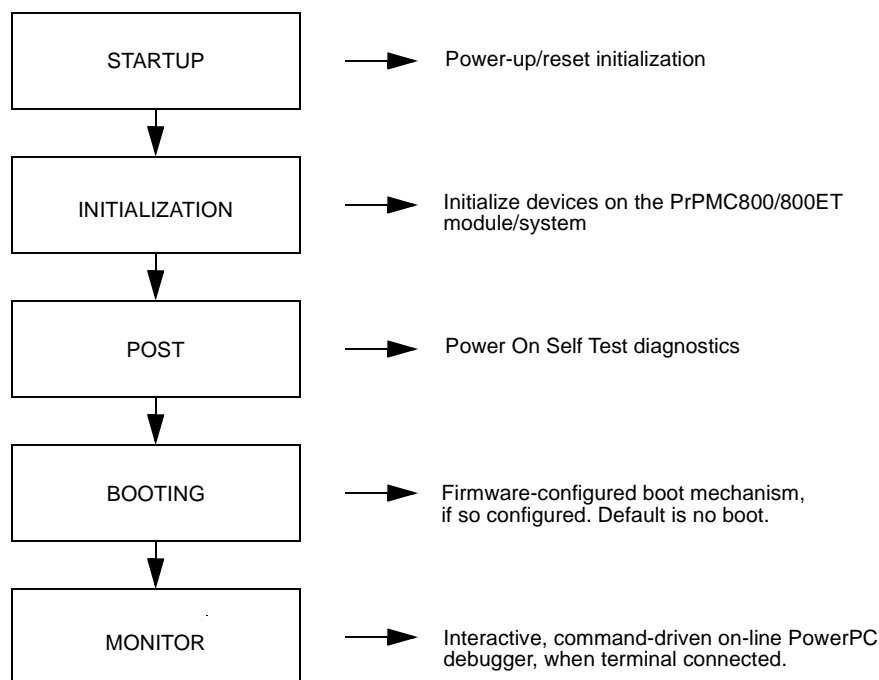 STARTUP
Power-up/reset initialization
INITIALIZATION
Initialize devices on the PrPMC800/800ET
module/system
POST
Power On Self Test diagnostics
BOOTING
Firmware-configured boot mechanism,
if so configured. Default is no boot.
MONITOR
Interactive, command-driven on-line PowerPC
debugger, when terminal connected.